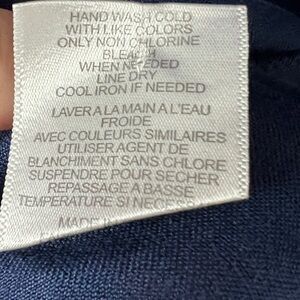 HAND WASH COLD
WITH LIKE COLORS
ONLY NON CHLORINE
BLEACH
WHEN NEEDED
LINE DRY
COOL IRON IF NEEDED
LAVER A LA MAIN A L'EAU
FROIDE
AVEC COULEURS SIMILAIRES
UTILISER AGENT DE
BLANCHIMENT SANS CHLORE
SUSPENDRE POUR SECHER
REPASSAGE A BASSE
TEMPERATURE SI NECESSAIRE
MADE